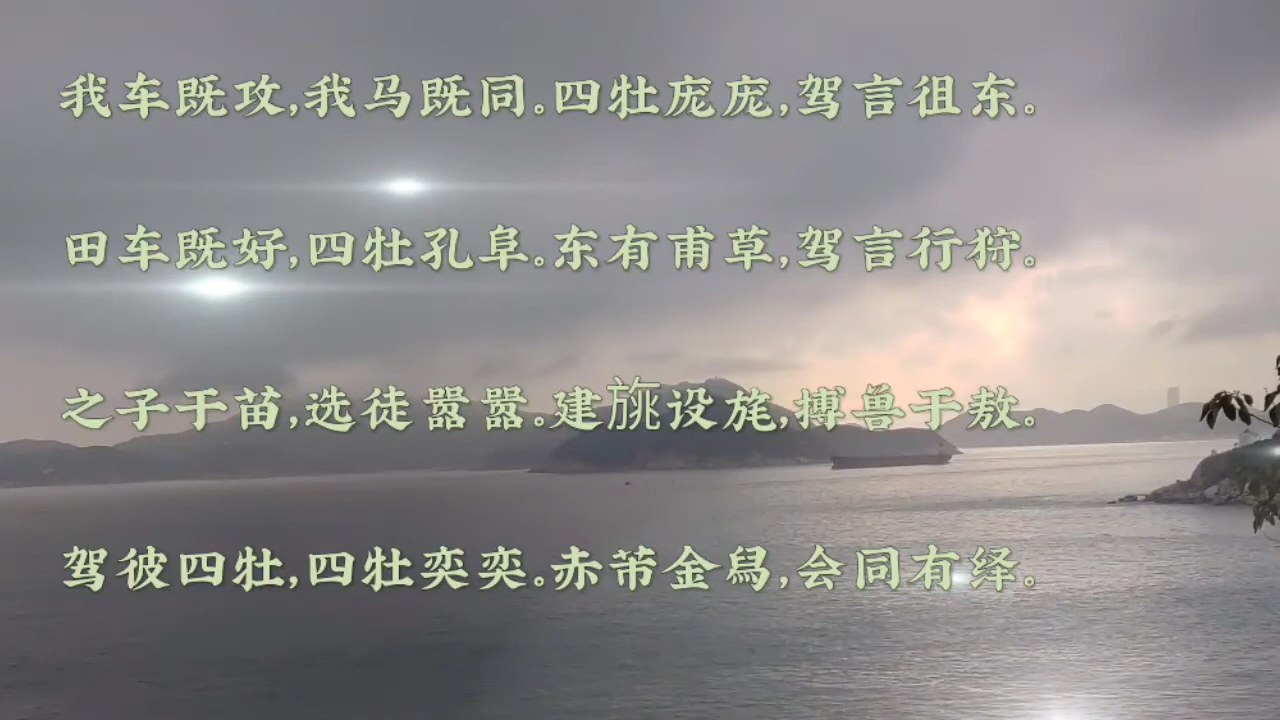 我车既攻,我马既同。四牡庞庞,驾言徂东。
田车既好,四牡孔阜。东有甫草,驾言行狩。
之子于苗,选徒嚣嚣。建旐设旄,搏兽于敖。
驾彼四牡,四牡奕奕。赤芾金舄,会同有绎。